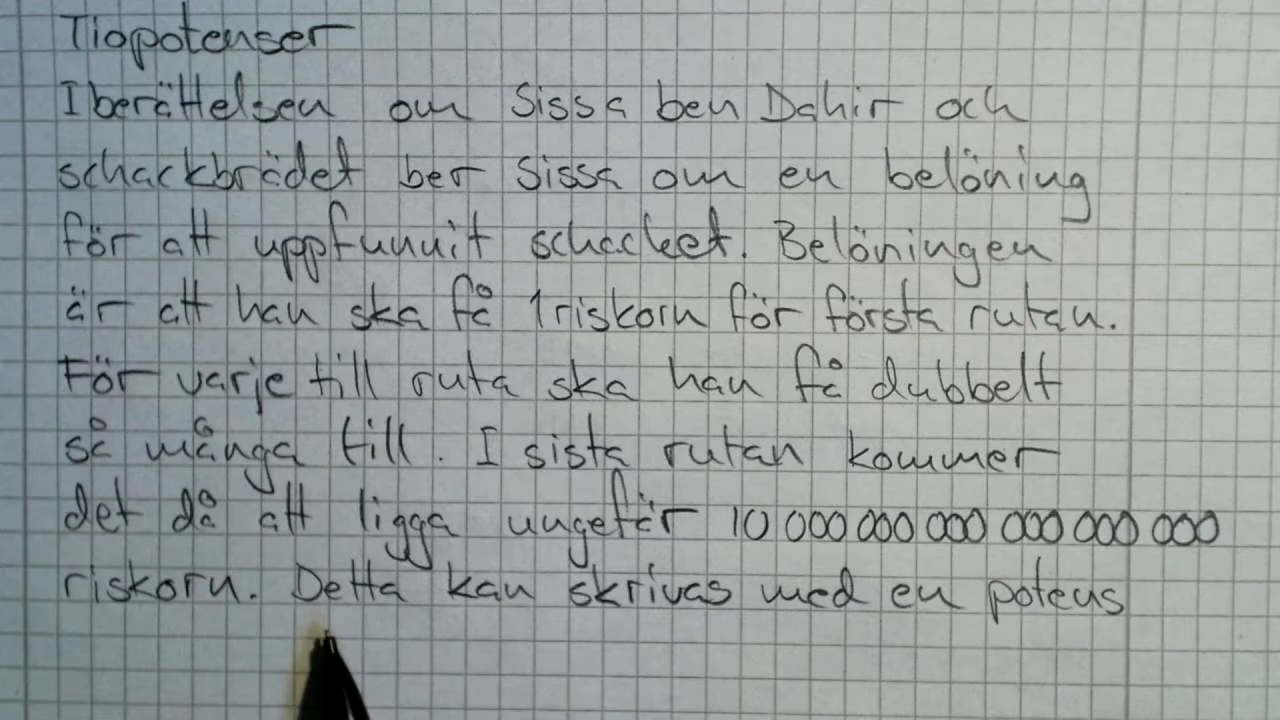 Tiopotenser
I berättelsen om Sissa ben Dahir och
schackbrädet ber Sissa om en belöning
för att uppfunnit schacket. Belöningen
är att han ska få 1 riskorn för första rutan.
För varje till ruta ska han få dubbelt
så många till. I sista rutan kommer
det då att ligga ungefär 10 000 000 000 000 000 000
riskorn. Detta kan skrivas med en potens